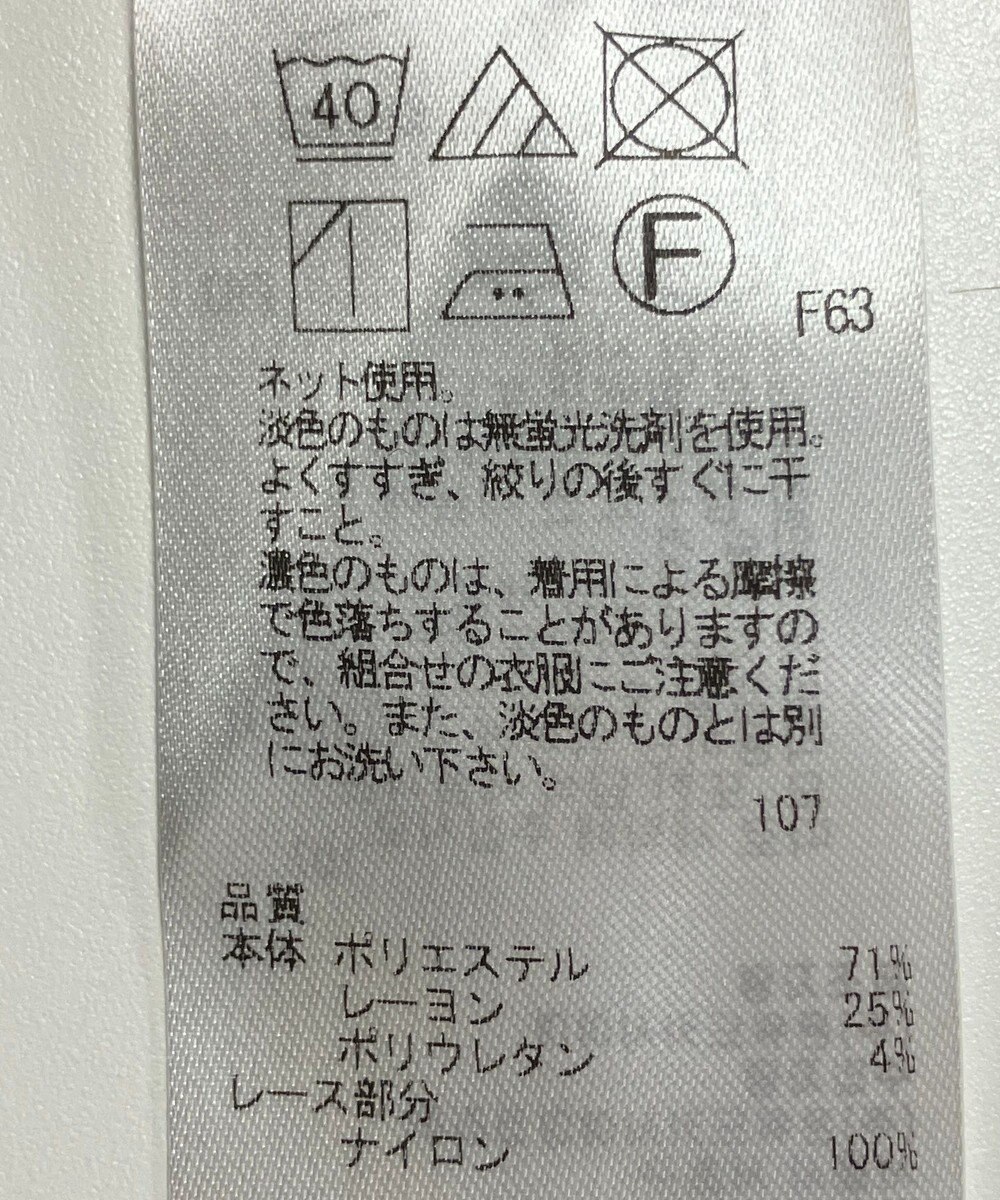 40
F
F63
ネット使用。
淡色のものは無蛍光洗剤を使用。
よくすすぎ、絞りの後すぐに干
すこと。
濃色のものは、着用による摩擦
で色落ちすることがありますの
で、組合せの衣服にご注意くだ
さい。また、淡色のものとは別
にお洗い下さい。
107
品質
本体 ポリエステル 71%
レーヨン 25%
ポリウレタン 4%
レース部分
ナイロン 100%